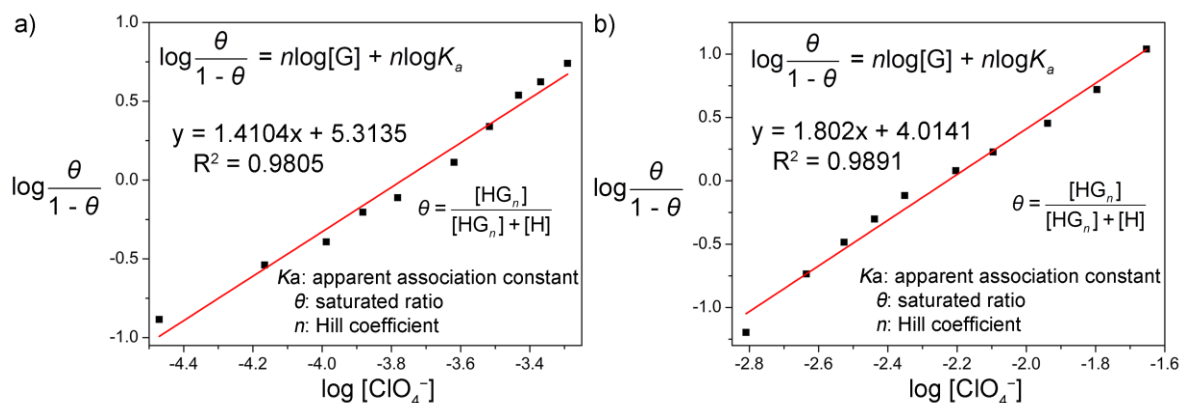 a)
log θ / 1 - θ = nlog[G] + nlogKₐ
y = 1.4104x + 5.3135
R² = 0.9805
θ = [HGₙ] / [HGₙ] + [H]
Ka: apparent association constant
θ: saturated ratio
n: Hill coefficient
log θ / 1 - θ
1.0
0.5
0.0
-0.5
-1.0
-4.4 -4.2 -4.0 -3.8 -3.6 -3.4
log [ClO₄⁻]
b)
log θ / 1 - θ = nlog[G] + nlogKₐ
y = 1.802x + 4.0141
R² = 0.9891
θ = [HGₙ] / [HGₙ] + [H]
Ka: apparent association constant
θ: saturated ratio
n: Hill coefficient
log θ / 1 - θ
1.0
0.5
0.0
-0.5
-1.0
-2.8 -2.6 -2.4 -2.2 -2.0 -1.8 -1.6
log [ClO₄⁻]